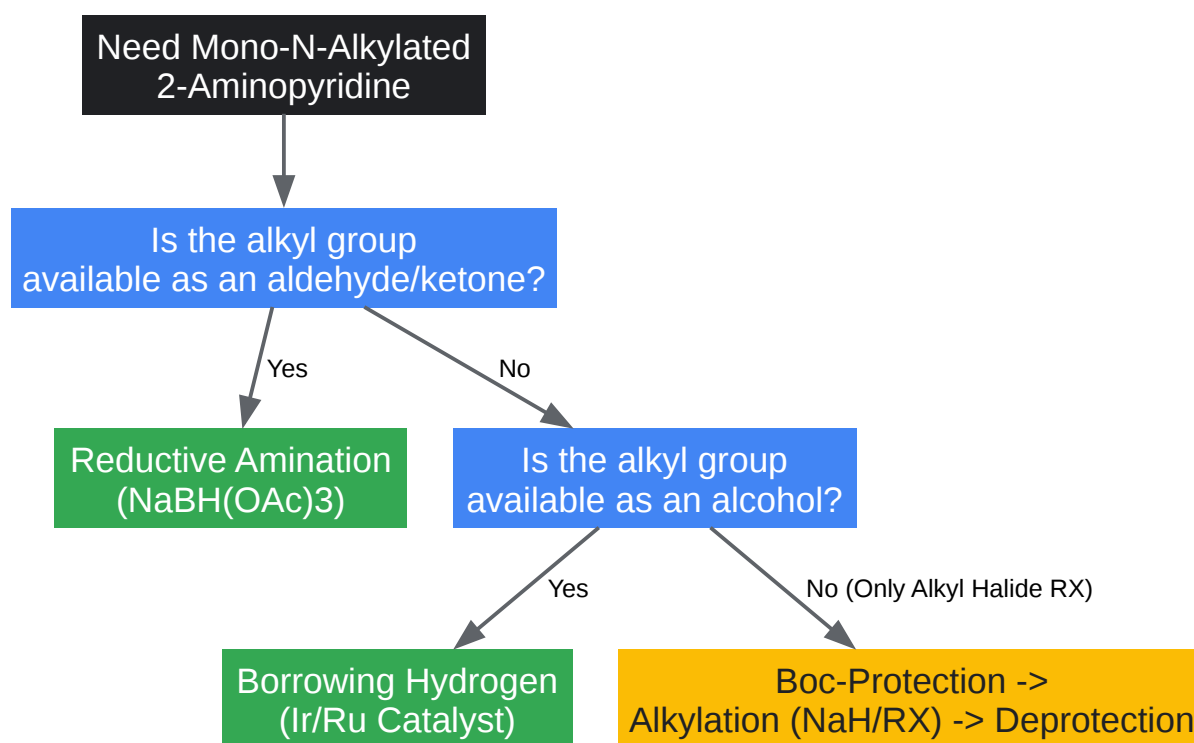 Need Mono-N-Alkylated
2-Aminopyridine
Is the alkyl group
available as an aldehyde/ketone?
Yes
No
Reductive Amination
(NaBH(OAc)3)
Is the alkyl group
available as an alcohol?
Yes
No (Only Alkyl Halide RX)
Borrowing Hydrogen
(Ir/Ru Catalyst)
Boc-Protection ->
Alkylation (NaH/RX) -> Deprotection